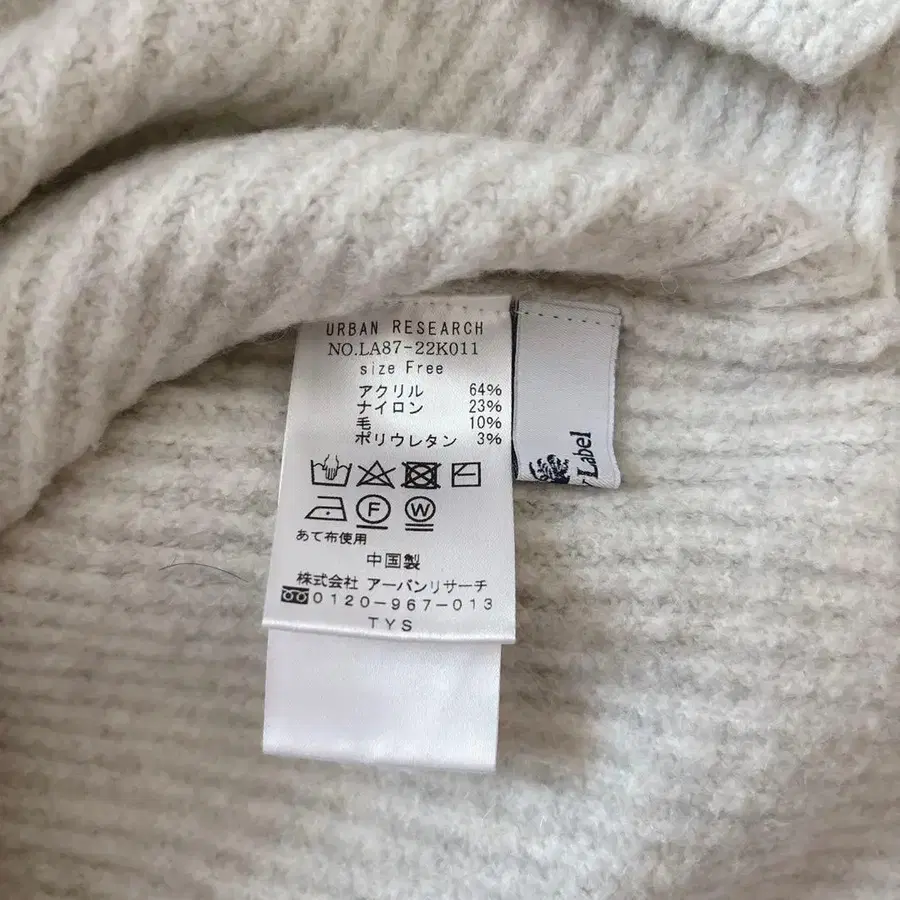 URBAN RESEARCH
NO.LA87-22K011
size Free
アクリル 64%
ナイロン 23%
毛 10%
ポリウレタン 3%
F W
あて布使用
中国製
株式会社 アーバンリサーチ
0120-967-013
TYS
Label